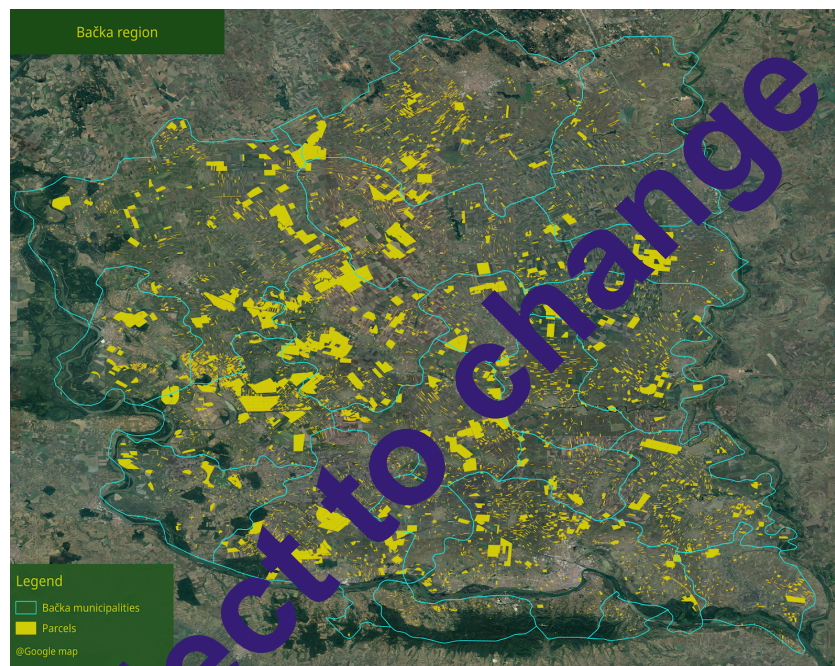 Bačka region
ect to change
Legend
Bačka municipalities
Parcels
@Google map